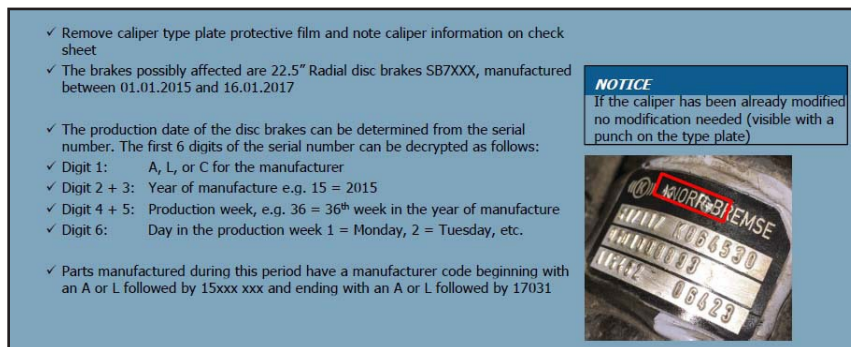 ✓ Remove caliper type plate protective film and note caliper information on check
sheet
✓ The brakes possibly affected are 22.5" Radial disc brakes SB7XXX, manufactured
between 01.01.2015 and 16.01.2017
✓ The production date of the disc brakes can be determined from the serial
number. The first 6 digits of the serial number can be decrypted as follows:
✓ Digit 1: A, L, or C for the manufacturer
✓ Digit 2 + 3: Year of manufacture e.g. 15 = 2015
✓ Digit 4 + 5: Production week, e.g. 36 = 36th week in the year of manufacture
✓ Digit 6: Day in the production week 1 = Monday, 2 = Tuesday, etc.
✓ Parts manufactured during this period have a manufacturer code beginning with
an A or L followed by 15xxx xxx and ending with an A or L followed by 17031
NOTICE
If the caliper has been already modified
no modification needed (visible with a
punch on the type plate)
KNORR-BREMSE
K064530
06423